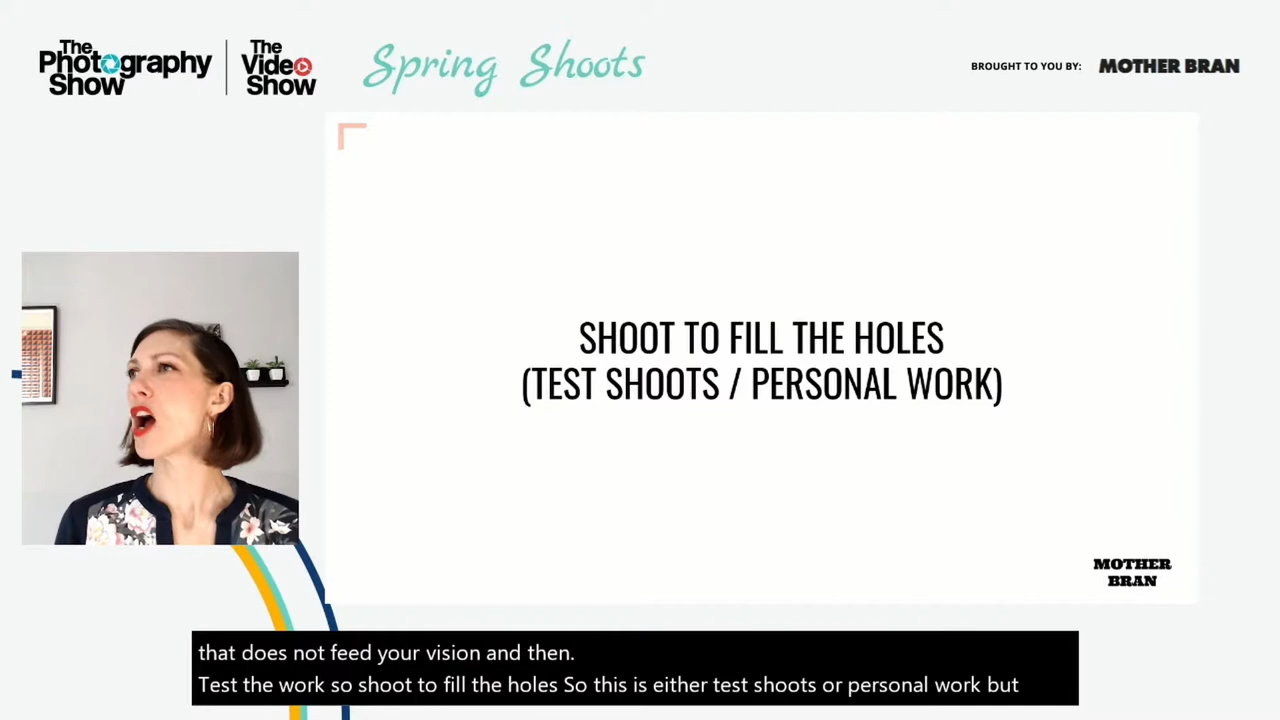 The
Photography
Show
The
Video
Show
Spring Shoots
BROUGHT TO YOU BY:
MOTHER BRAN
SHOOT TO FILL THE HOLES
(TEST SHOOTS / PERSONAL WORK)
MOTHER
BRAN
that does not feed your vision and then.
Test the work so shoot to fill the holes So this is either test shoots or personal work but